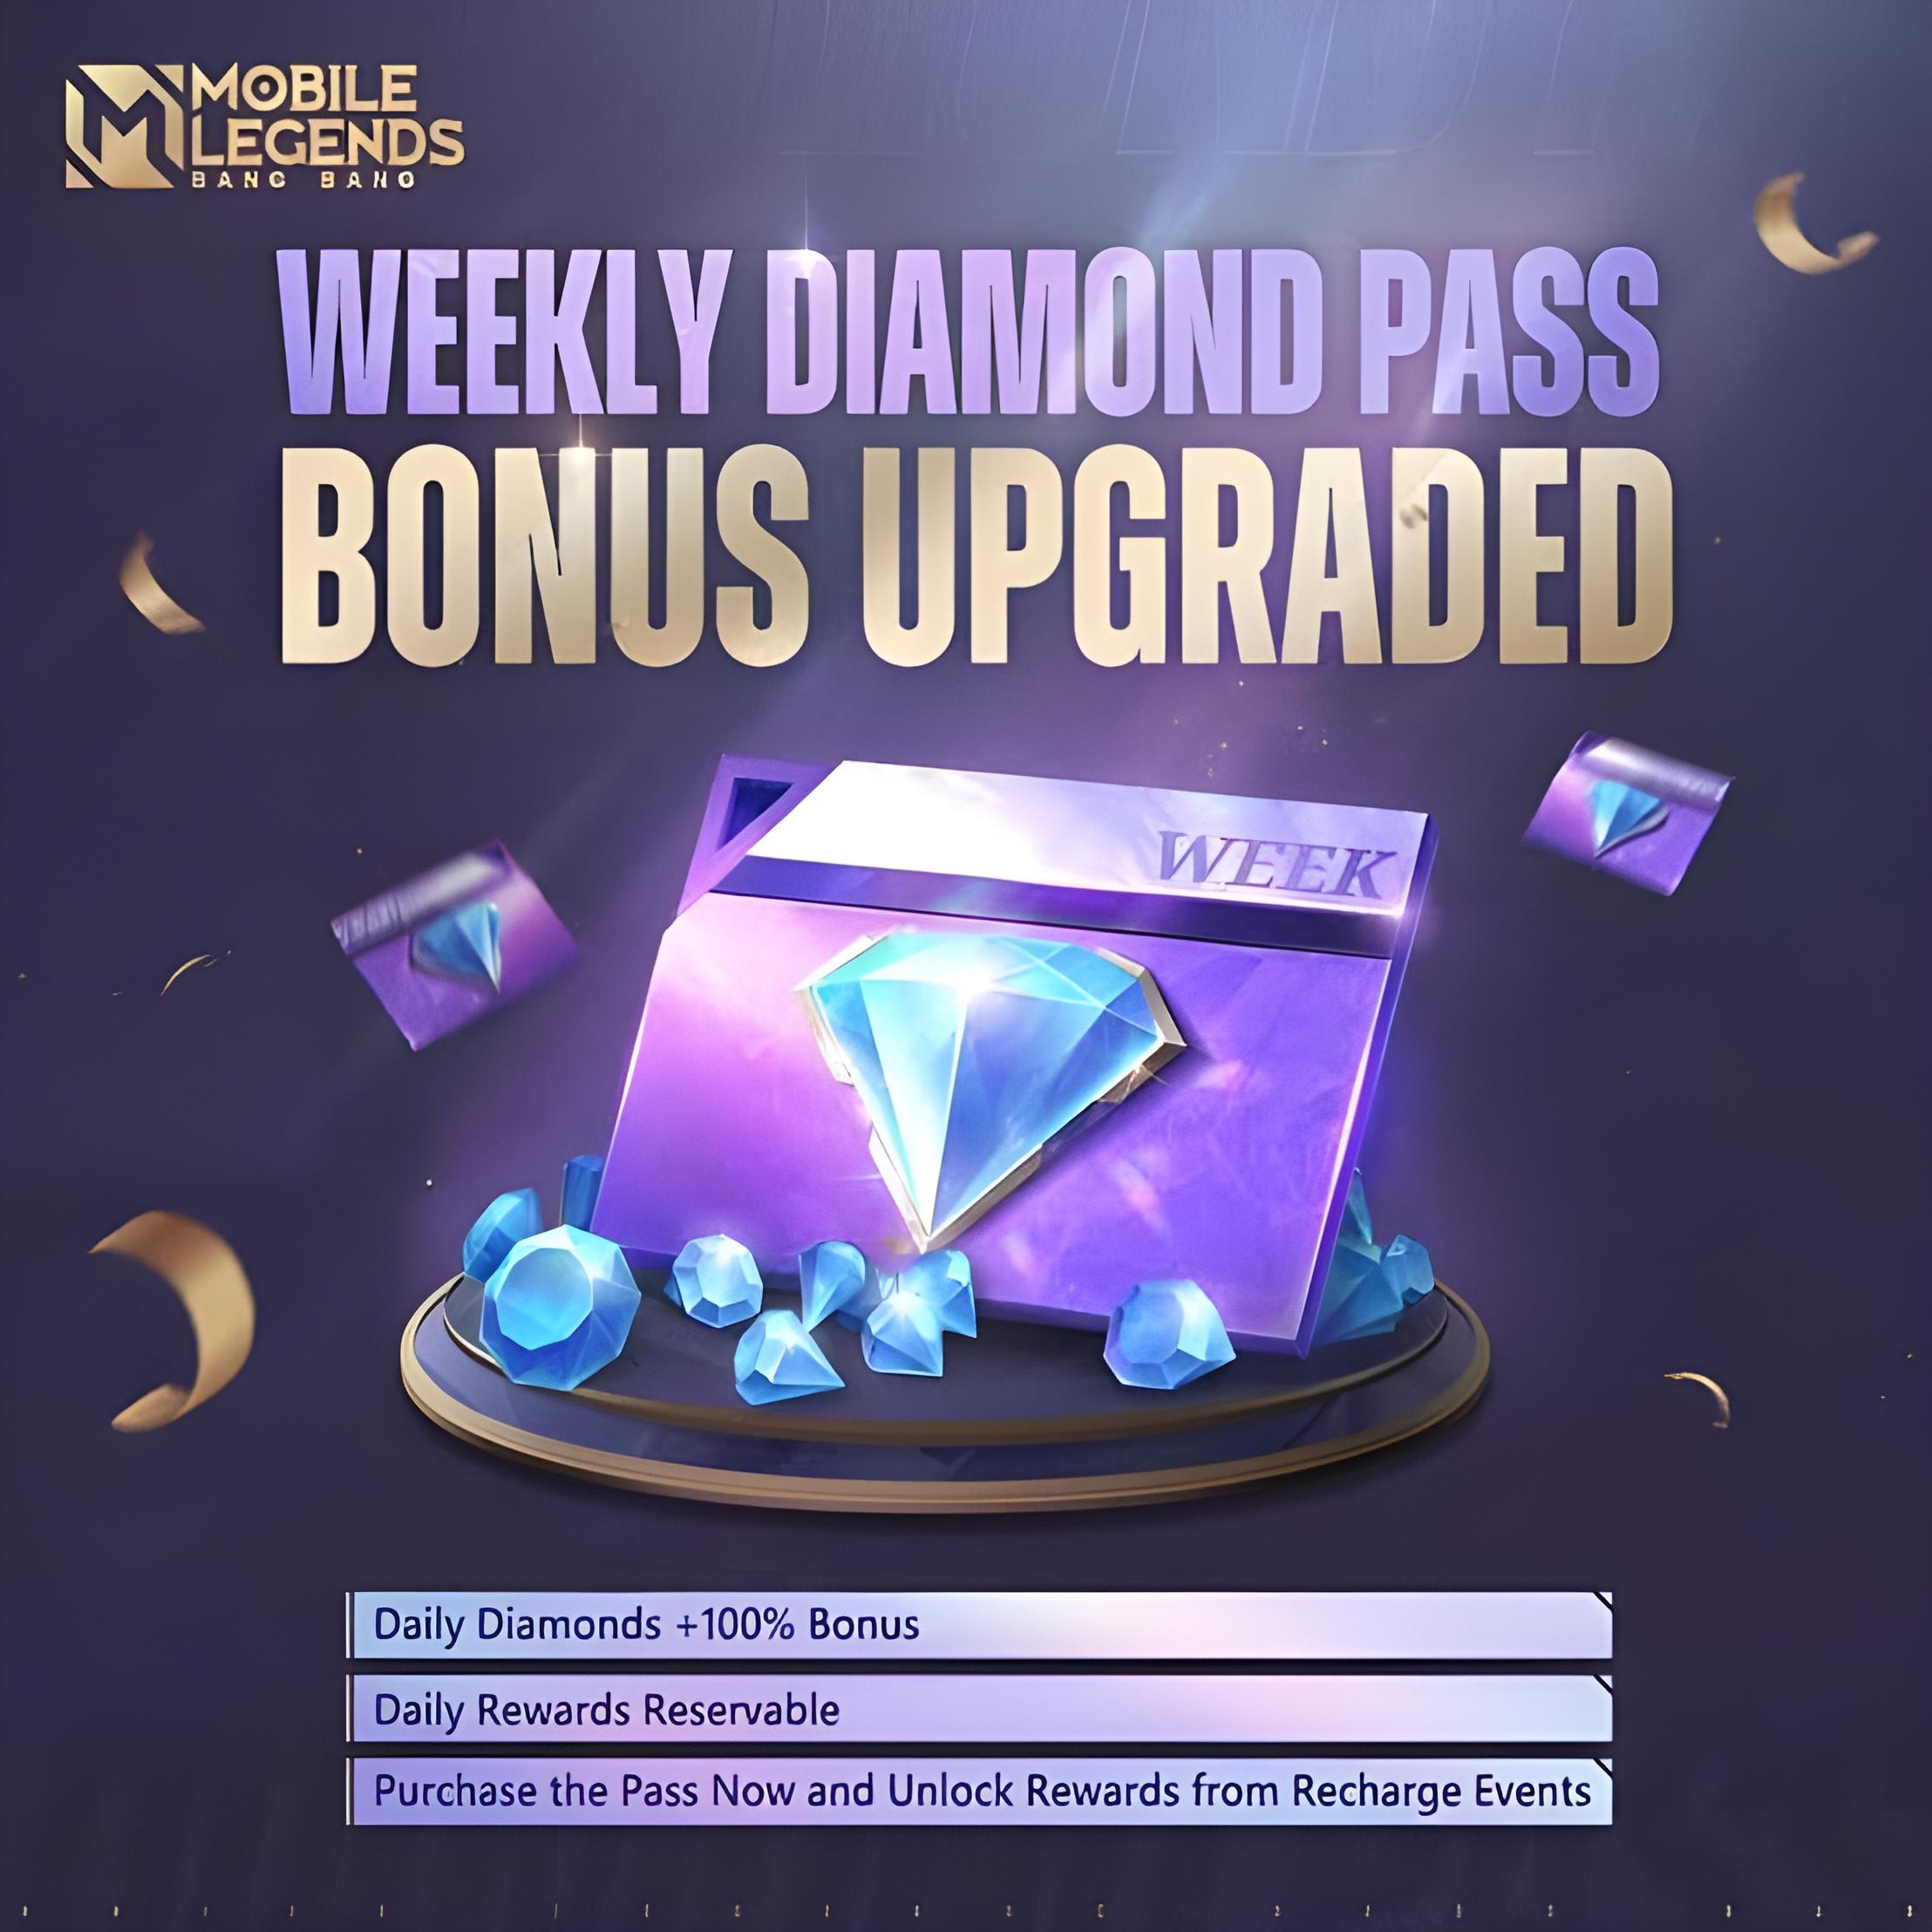 MOBILE
LEGENDS
BANG BANG
WEEKLY DIAMOND PASS
BONUS UPGRADED
WEEK
Daily Diamonds +100% Bonus
Daily Rewards Reservable
Purchase the Pass Now and Unlock Rewards from Recharge Events